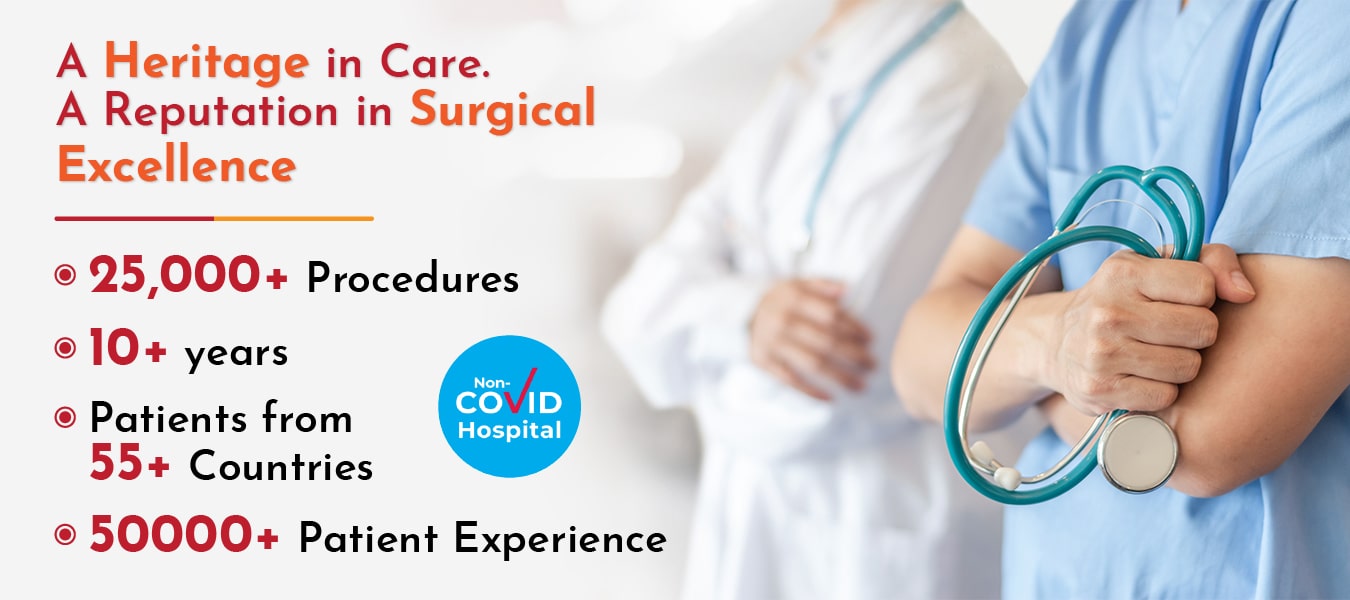 A Heritage in Care.
A Reputation in Surgical
Excellence
25,000+ Procedures
10+ years
Patients from
55+ Countries
Non-
COVID
Hospital
50000+ Patient Experience